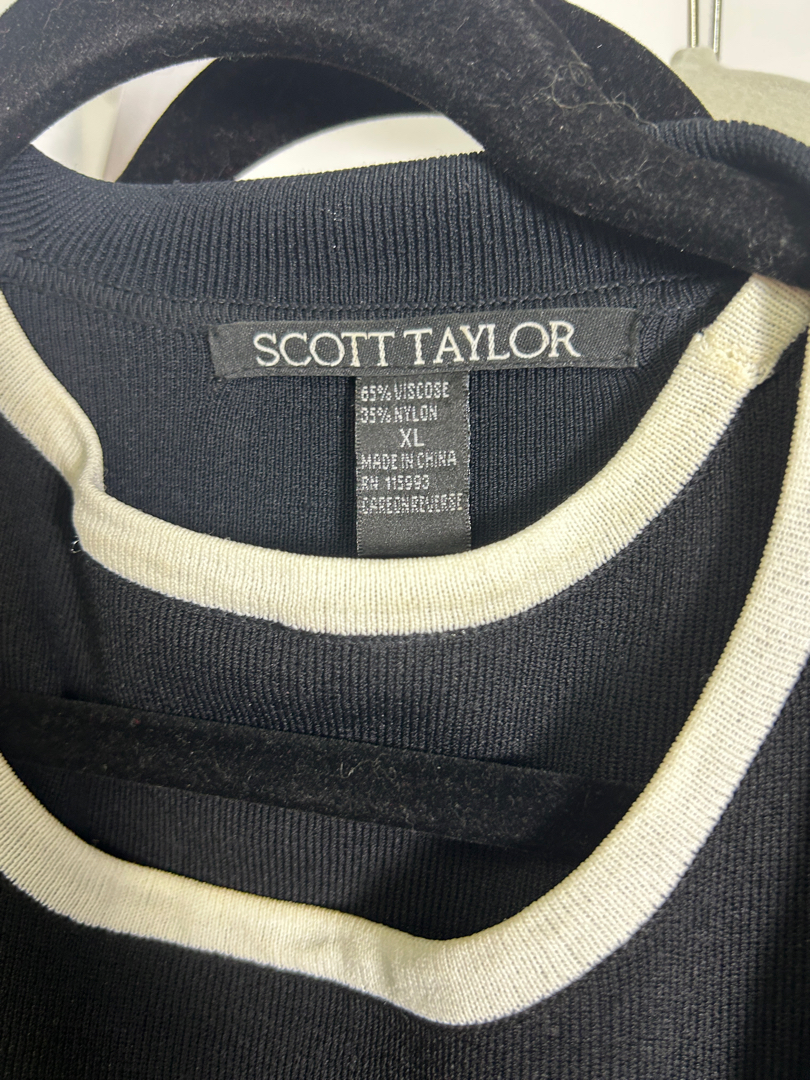 SCOTT TAYLOR
65% VISCOSE
35% NYLON
XL
MADE IN CHINA
RN 115993
CARE ON REVERSE